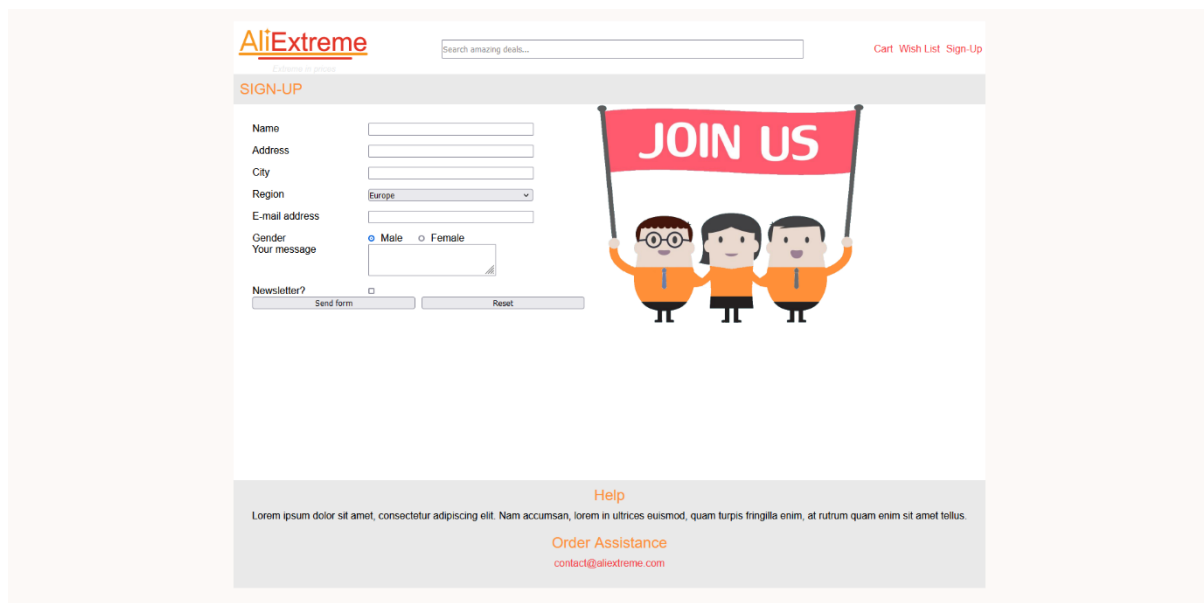 AliExtreme
Extreme in prices
Search amazing deals...
Cart Wish List Sign-Up
SIGN-UP
JOIN US
Name
Address
City
Region Europe
E-mail address
Gender Male Female
Your message
Newsletter?
Send form Reset
Help
Lorem ipsum dolor sit amet, consectetur adipiscing elit. Nam accumsan, lorem in ultrices euismod, quam turpis fringilla enim, at rutrum quam enim sit amet tellus.
Order Assistance
contact@aliextreme.com